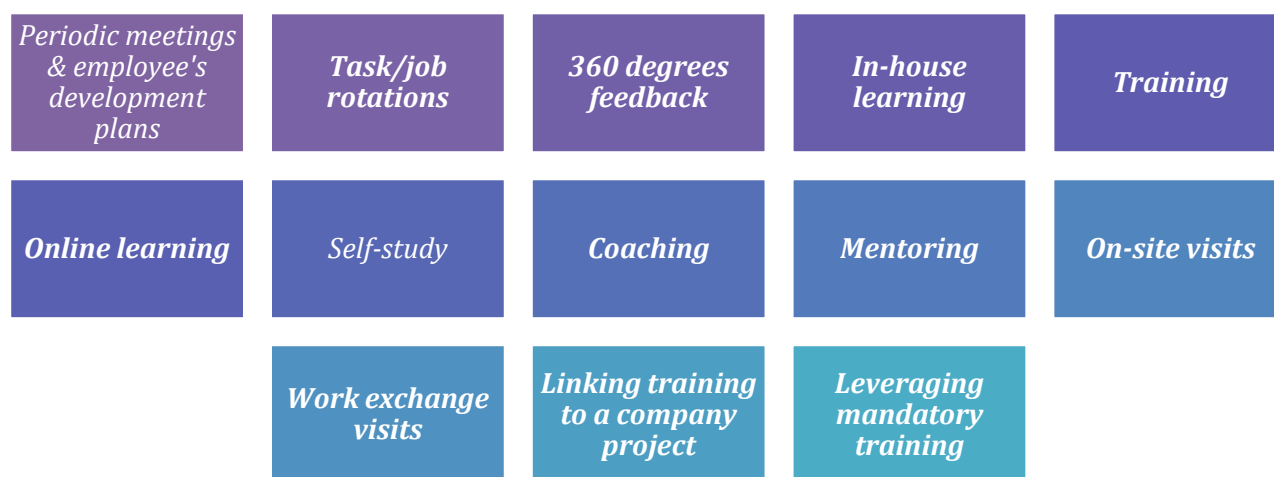 Periodic meetings
& employee's
development
plans
Task/job
rotations
360 degrees
feedback
In-house
learning
Training
Online learning
Self-study
Coaching
Mentoring
On-site visits
Work exchange
visits
Linking training
to a company
project
Leveraging
mandatory
training